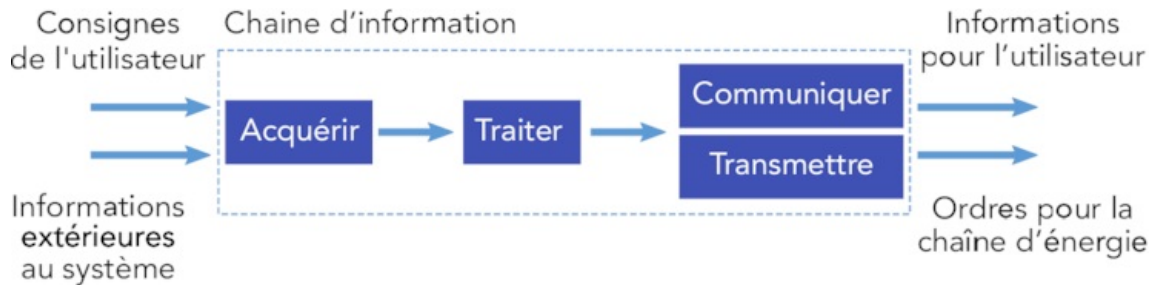 Consignes
de l'utilisateur
Chaine d'information
Informations
pour l'utilisateur
Acquérir
Traiter
Communiquer
Transmettre
Informations
extérieures
au système
Ordres pour la
chaîne d'énergie